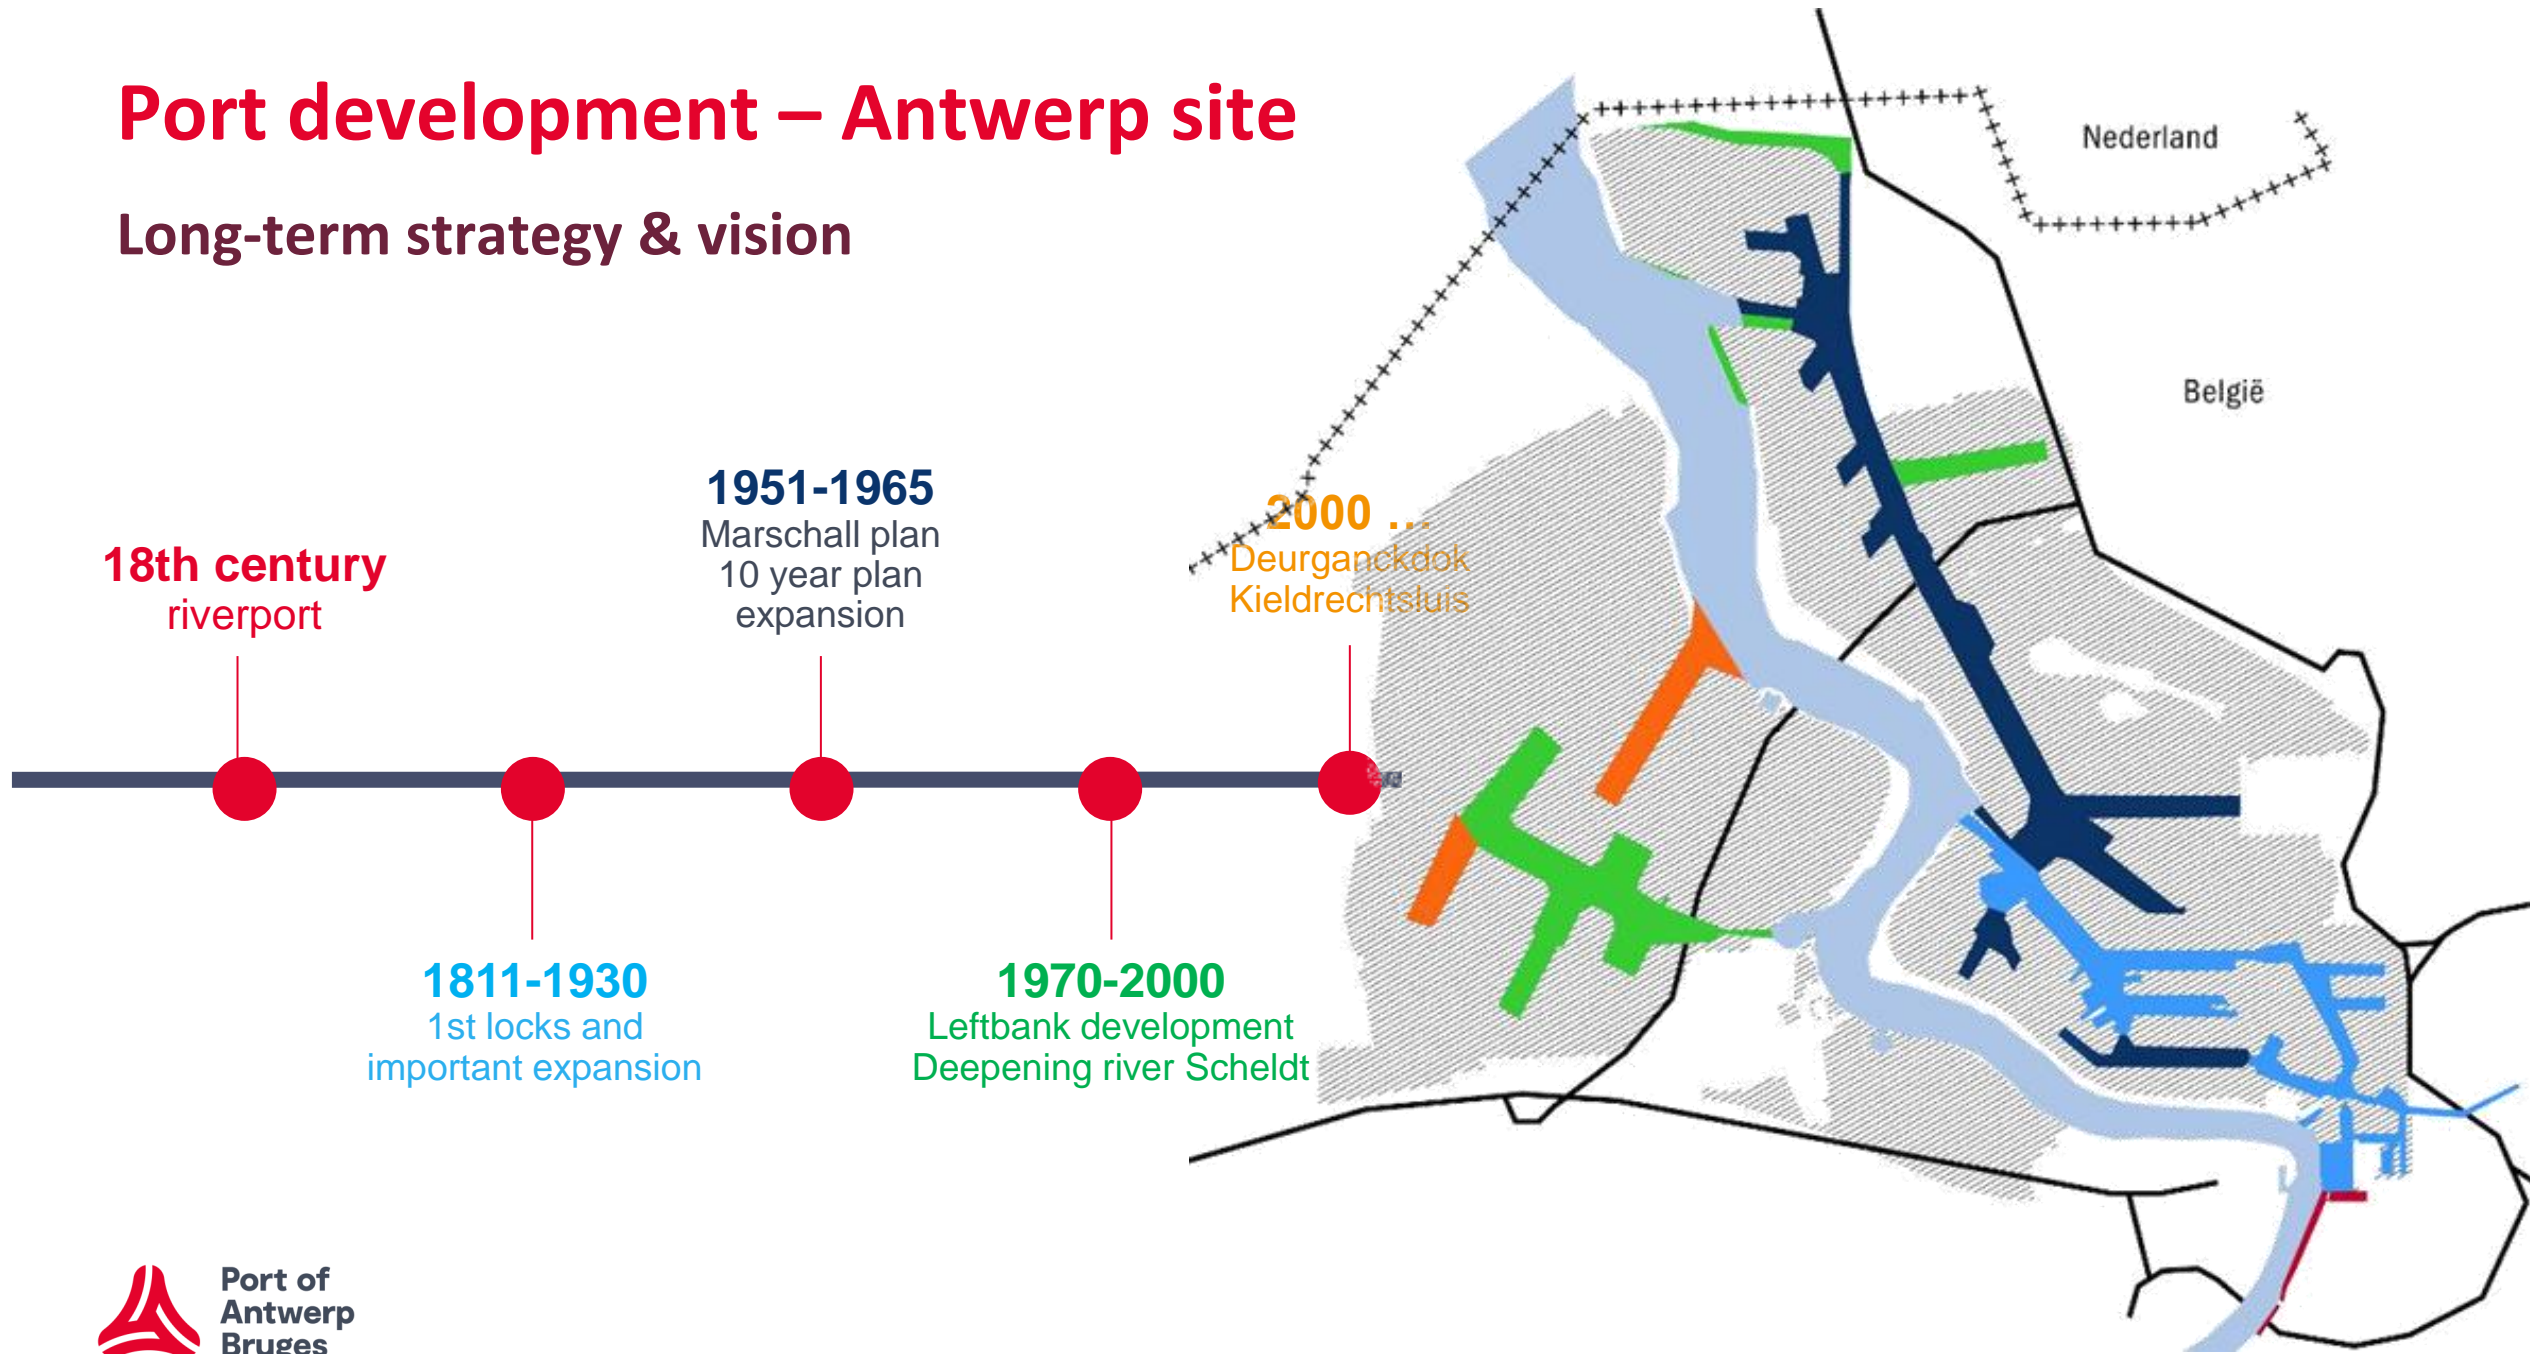 Port development – Antwerp site
Long-term strategy & vision
18th century
riverport
1811-1930
1st locks and
important expansion
1951-1965
Marschall plan
10 year plan
expansion
1970-2000
Leftbank development
Deepening river Scheldt
2000 ...
Deurganckdok
Kieldrechtsluis
Nederland
België
Port of
Antwerp
Bruges